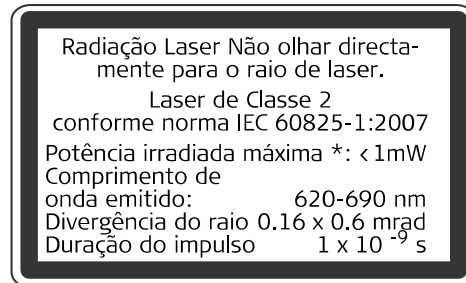 Radiação Laser Não olhar directa-
mente para o raio de laser.
Laser de Classe 2
conforme norma IEC 60825-1:2007
Potência irradiada máxima *: < 1mW
Comprimento de
onda emitido: 620-690 nm
Divergência do raio 0.16 x 0.6 mrad
Duração do impulso 1 x 10 -9 s